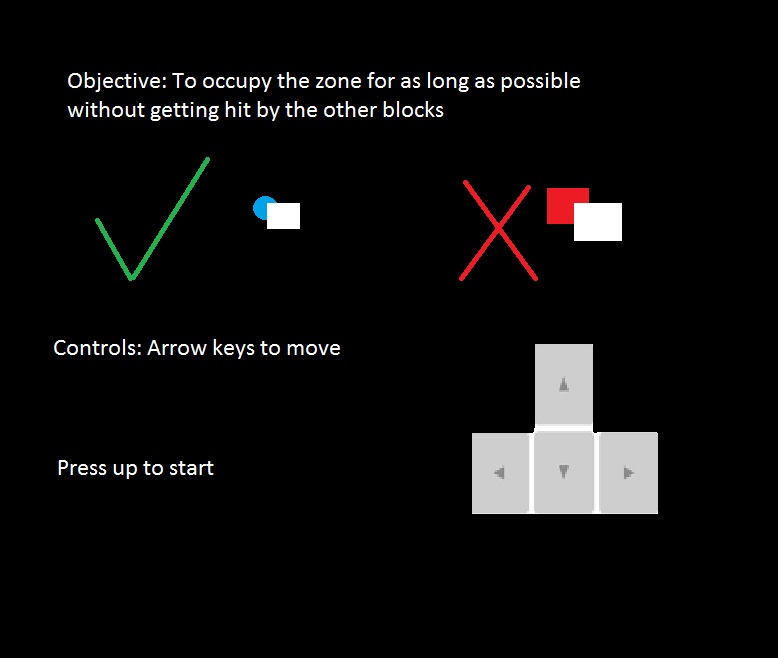 Objective: To occupy the zone for as long as possible
without getting hit by the other blocks
Controls: Arrow keys to move
Press up to start